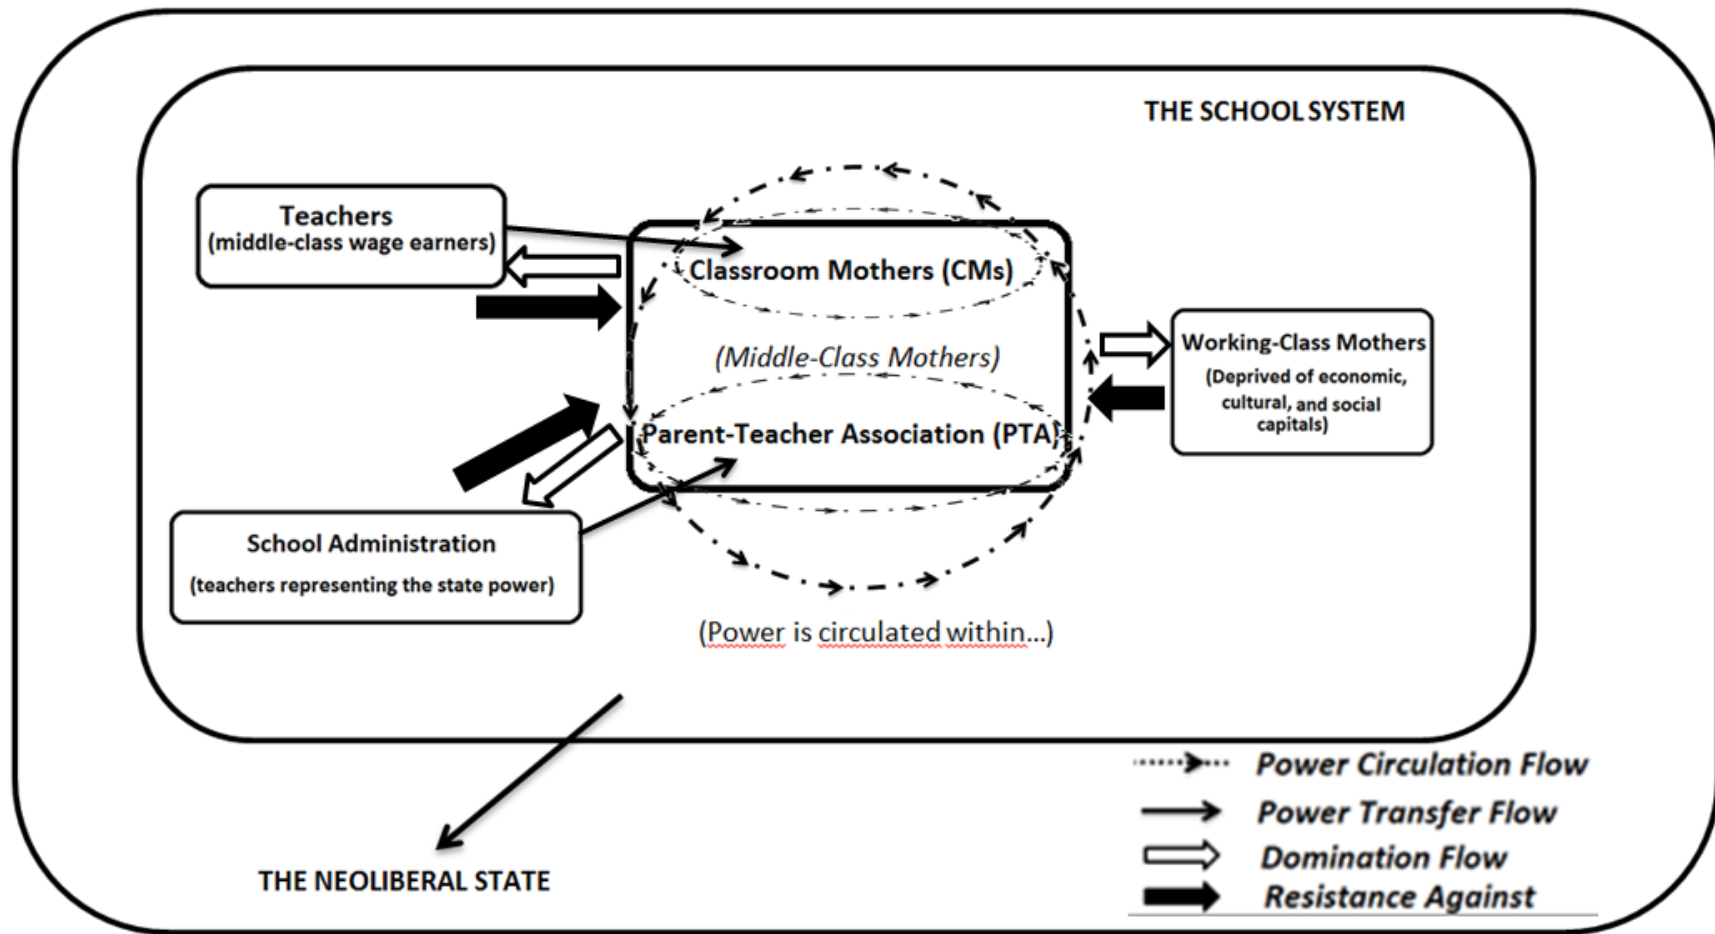 THE SCHOOL SYSTEM
Teachers
(middle-class wage earners)
Classroom Mothers (CMs)
(Middle-Class Mothers)
Parent-Teacher Association (PTA)
Working-Class Mothers
(Deprived of economic,
cultural, and social
capitals)
School Administration
(teachers representing the state power)
(Power is circulated within...)
THE NEOLIBERAL STATE
Power Circulation Flow
Power Transfer Flow
Domination Flow
Resistance Against